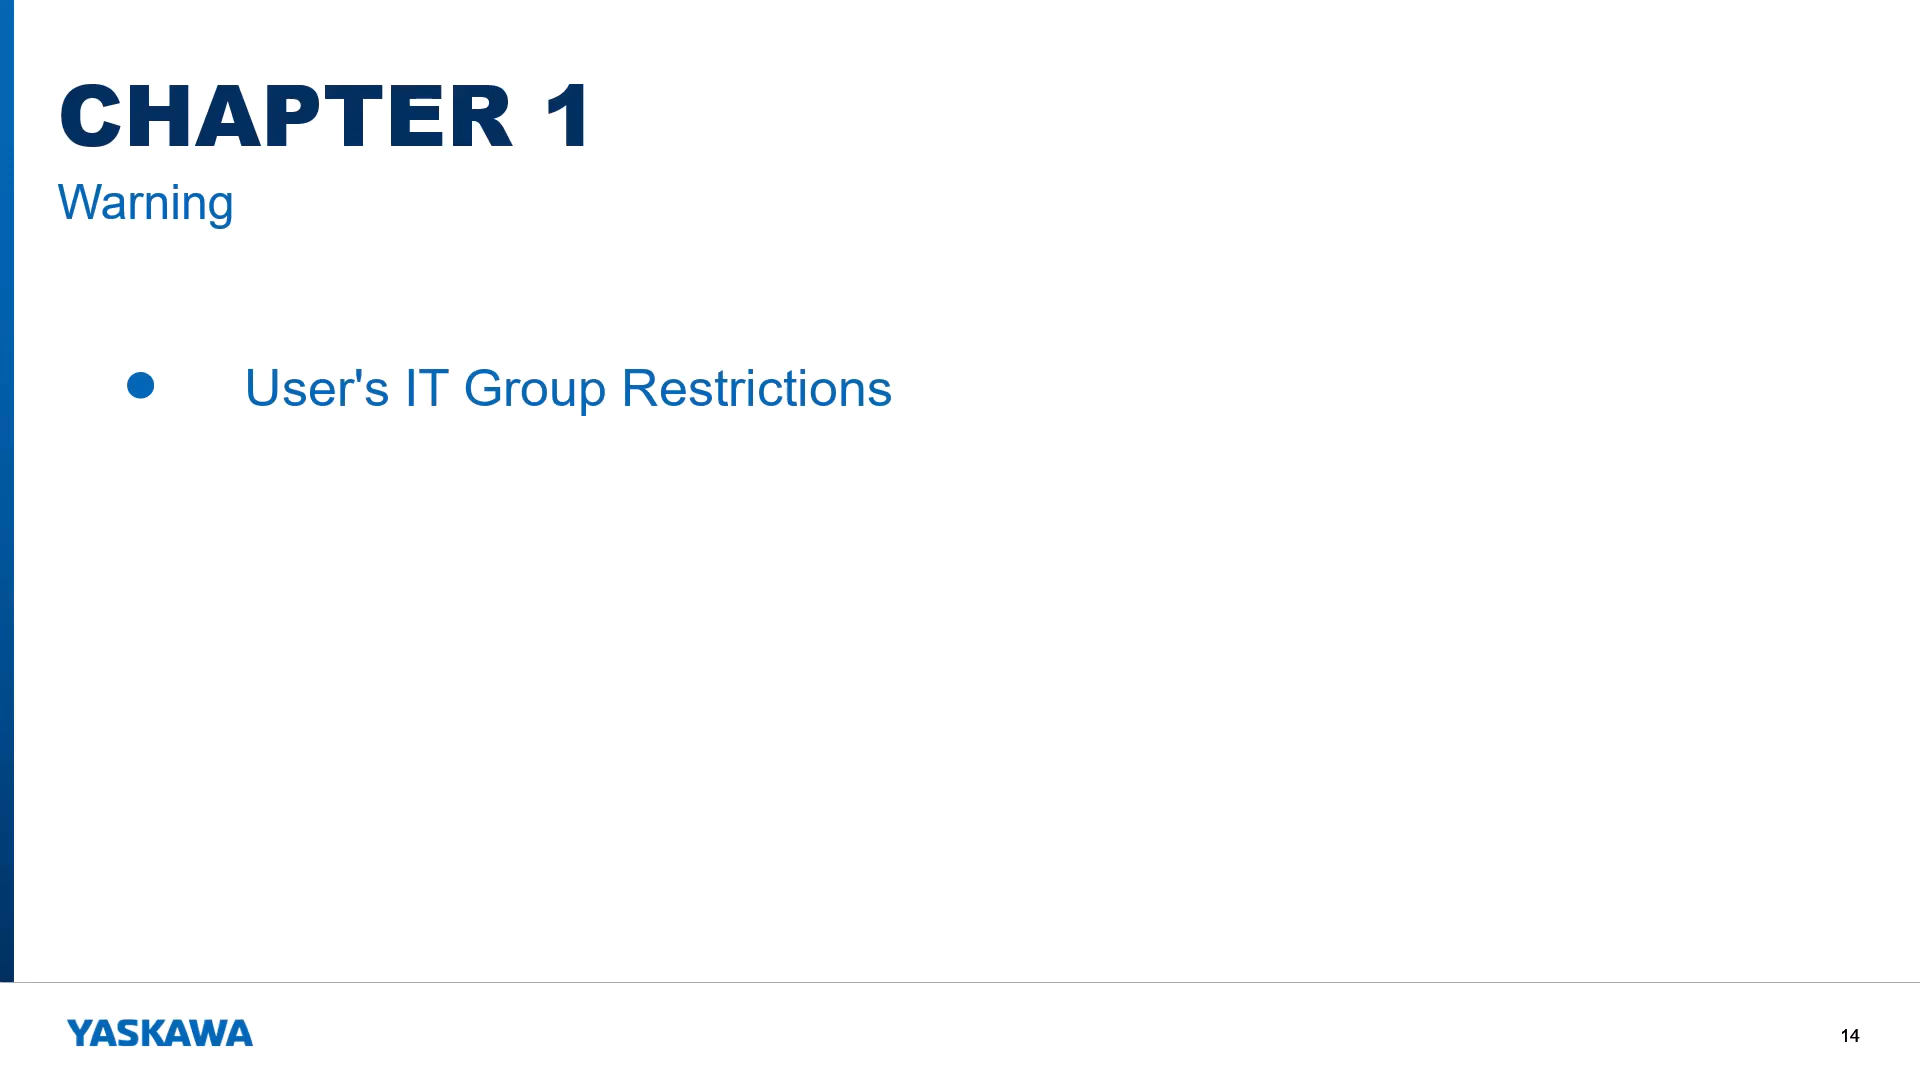 CHAPTER 1
Warning
● User's IT Group Restrictions
YASKAWA
14